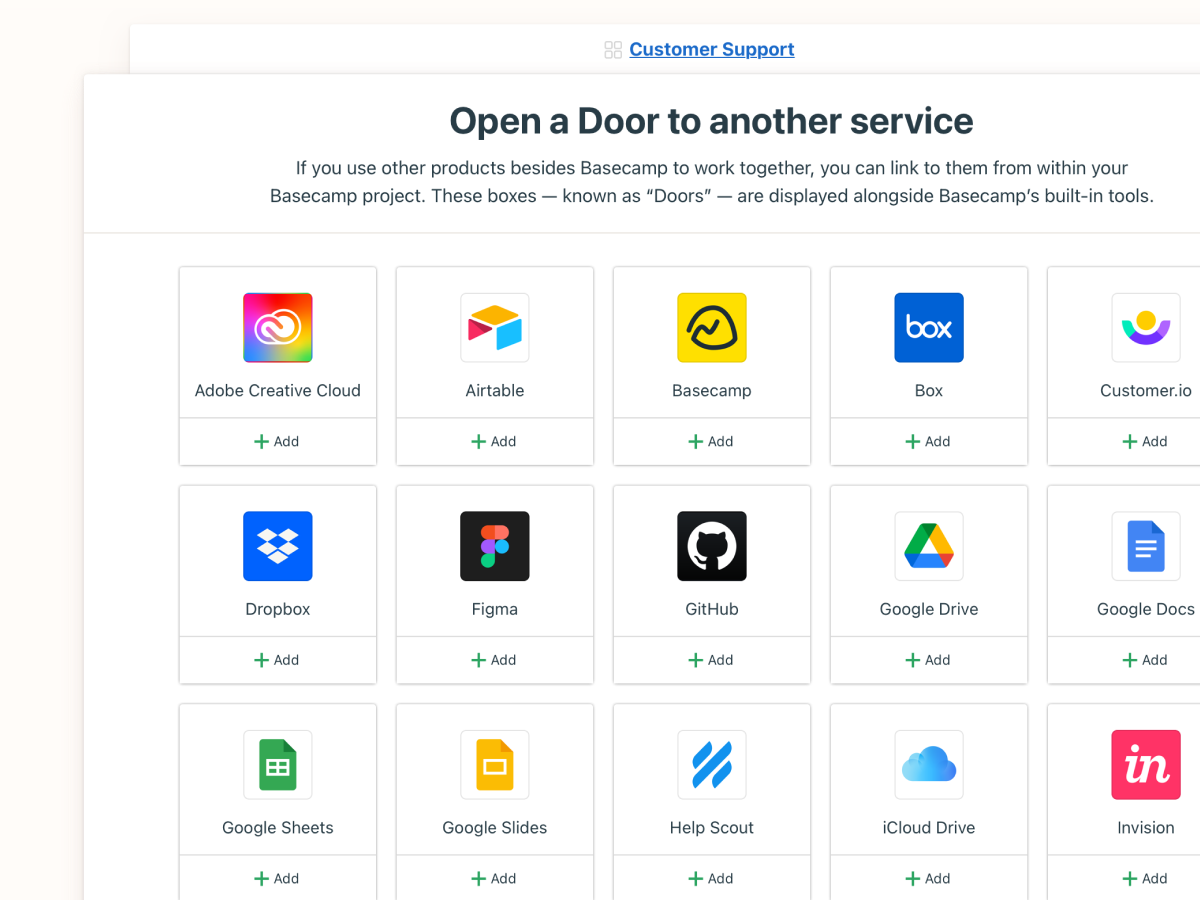 Customer Support
Open a Door to another service
If you use other products besides Basecamp to work together, you can link to them from within your
Basecamp project. These boxes — known as “Doors” — are displayed alongside Basecamp’s built-in tools.
box
Adobe Creative Cloud
Airtable
Basecamp
Box
Customer.io
Add
Add
Add
Add
Add
Dropbox
Figma
GitHub
Google Drive
Google Docs
Add
Add
Add
Add
Add
in
Google Sheets
Google Slides
Help Scout
iCloud Drive
Invision
Add
Add
Add
Add
Add